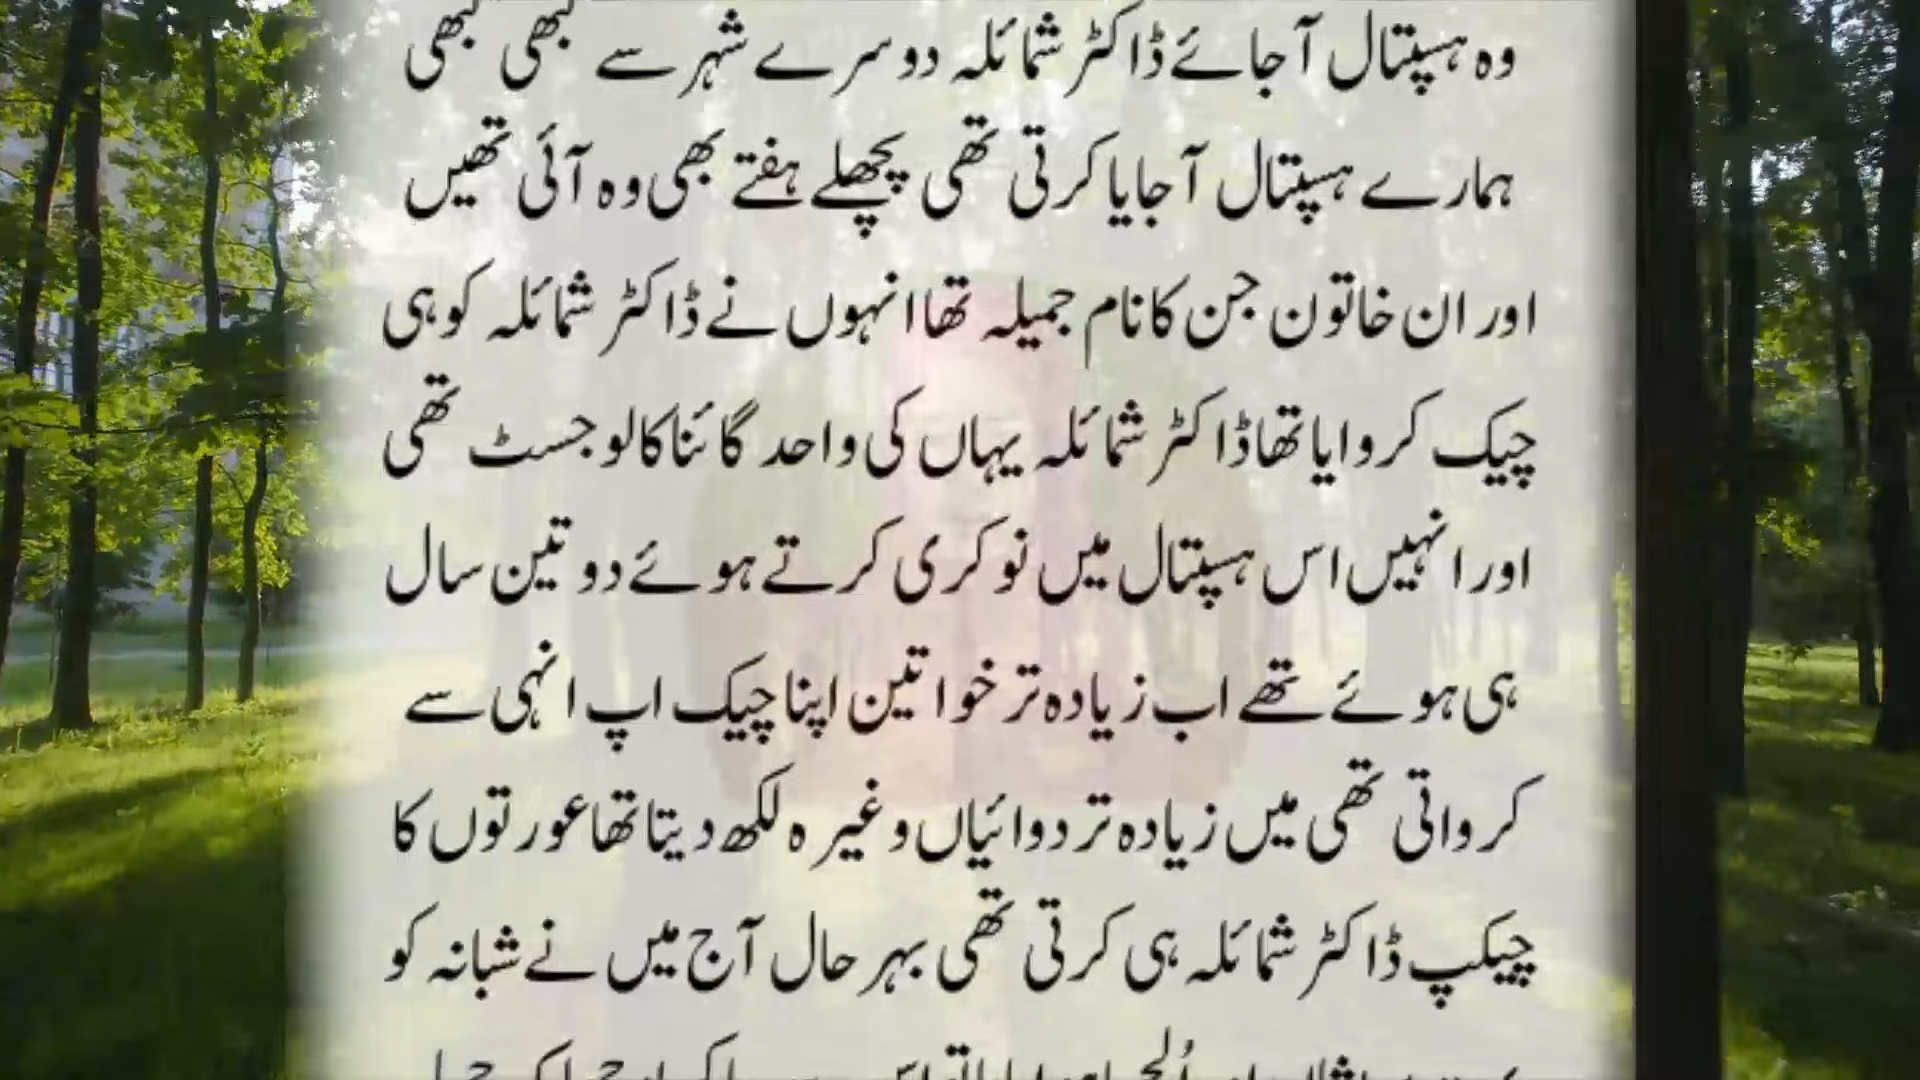 وہ ہسپتال آجائے ڈاکٹر شمائلہ دوسرے شہر سے کبھی کبھی
ہمارے ہسپتال آجایا کرتی تھی پچھلے ہفتے بھی وہ آئی تھیں
اور ان خاتون جن کا نام جمیلہ تھا انہوں نے ڈاکٹر شمائلہ کو ہی
چیک کروایا تھا ڈاکٹر شمائلہ یہاں کی واحد گائناکالوجسٹ تھی
اور انہیں اس ہسپتال میں نوکری کرتے ہوئے دو تین سال
ہی ہوئے تھے اب زیادہ تر خواتین اپنا چیک اپ انہی سے
کرواتی تھی میں زیادہ تر دوائیاں وغیرہ لکھ دیتا تھا عورتوں کا
چیکپ ڈاکٹر شمائلہ ہی کرتی تھی بہر حال آج میں نے شبانہ کو